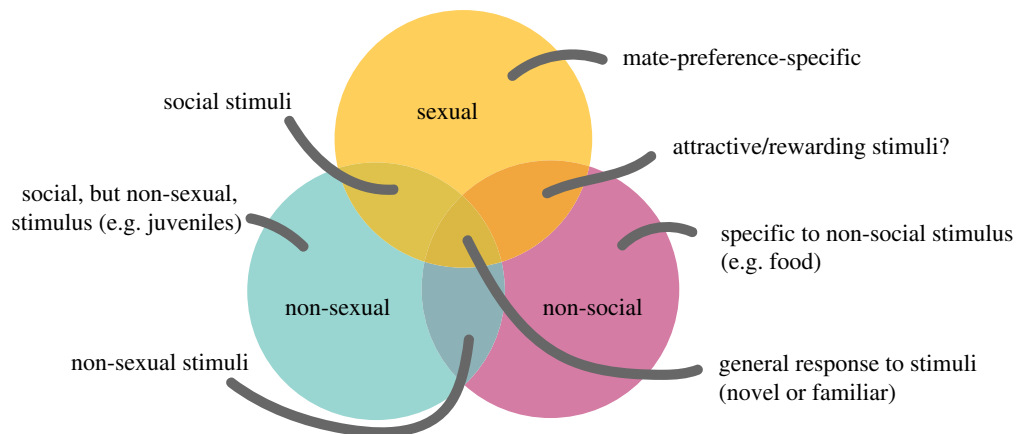 mate-preference-specific
social stimuli
sexual
attractive/rewarding stimuli?
social, but non-sexual,
stimulus (e.g. juveniles)
specific to non-social stimulus
(e.g. food)
non-sexual
non-social
non-sexual stimuli
general response to stimuli
(novel or familiar)